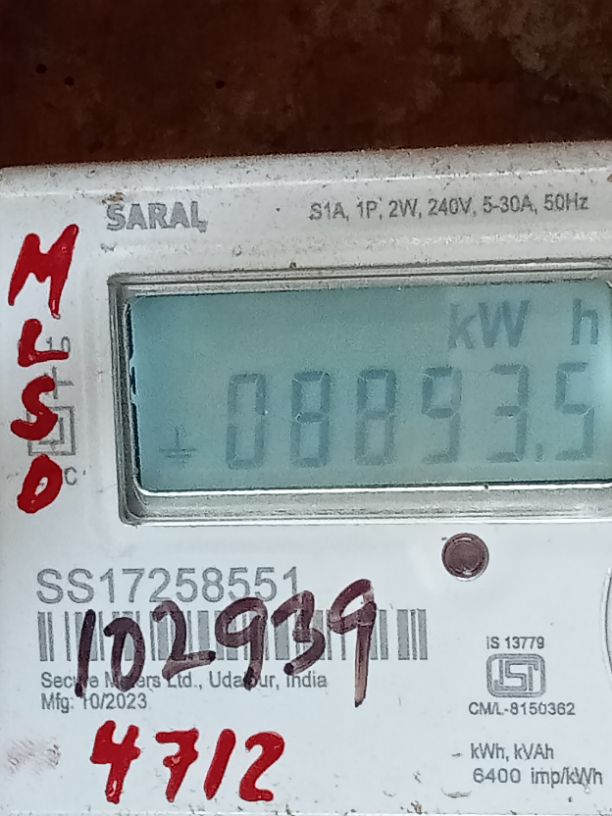 SARAL
S1A, 1P, 2W, 240V, 5-30A, 50Hz
M
L
S
D
kW h
08893.5
SS17258551
102939
Secure Meters Ltd., Udaipur, India
Mfg. 10/2023
4712
IS 13779
ISI
CM/L-8150362
kWh, kVAh
6400 imp/kWh